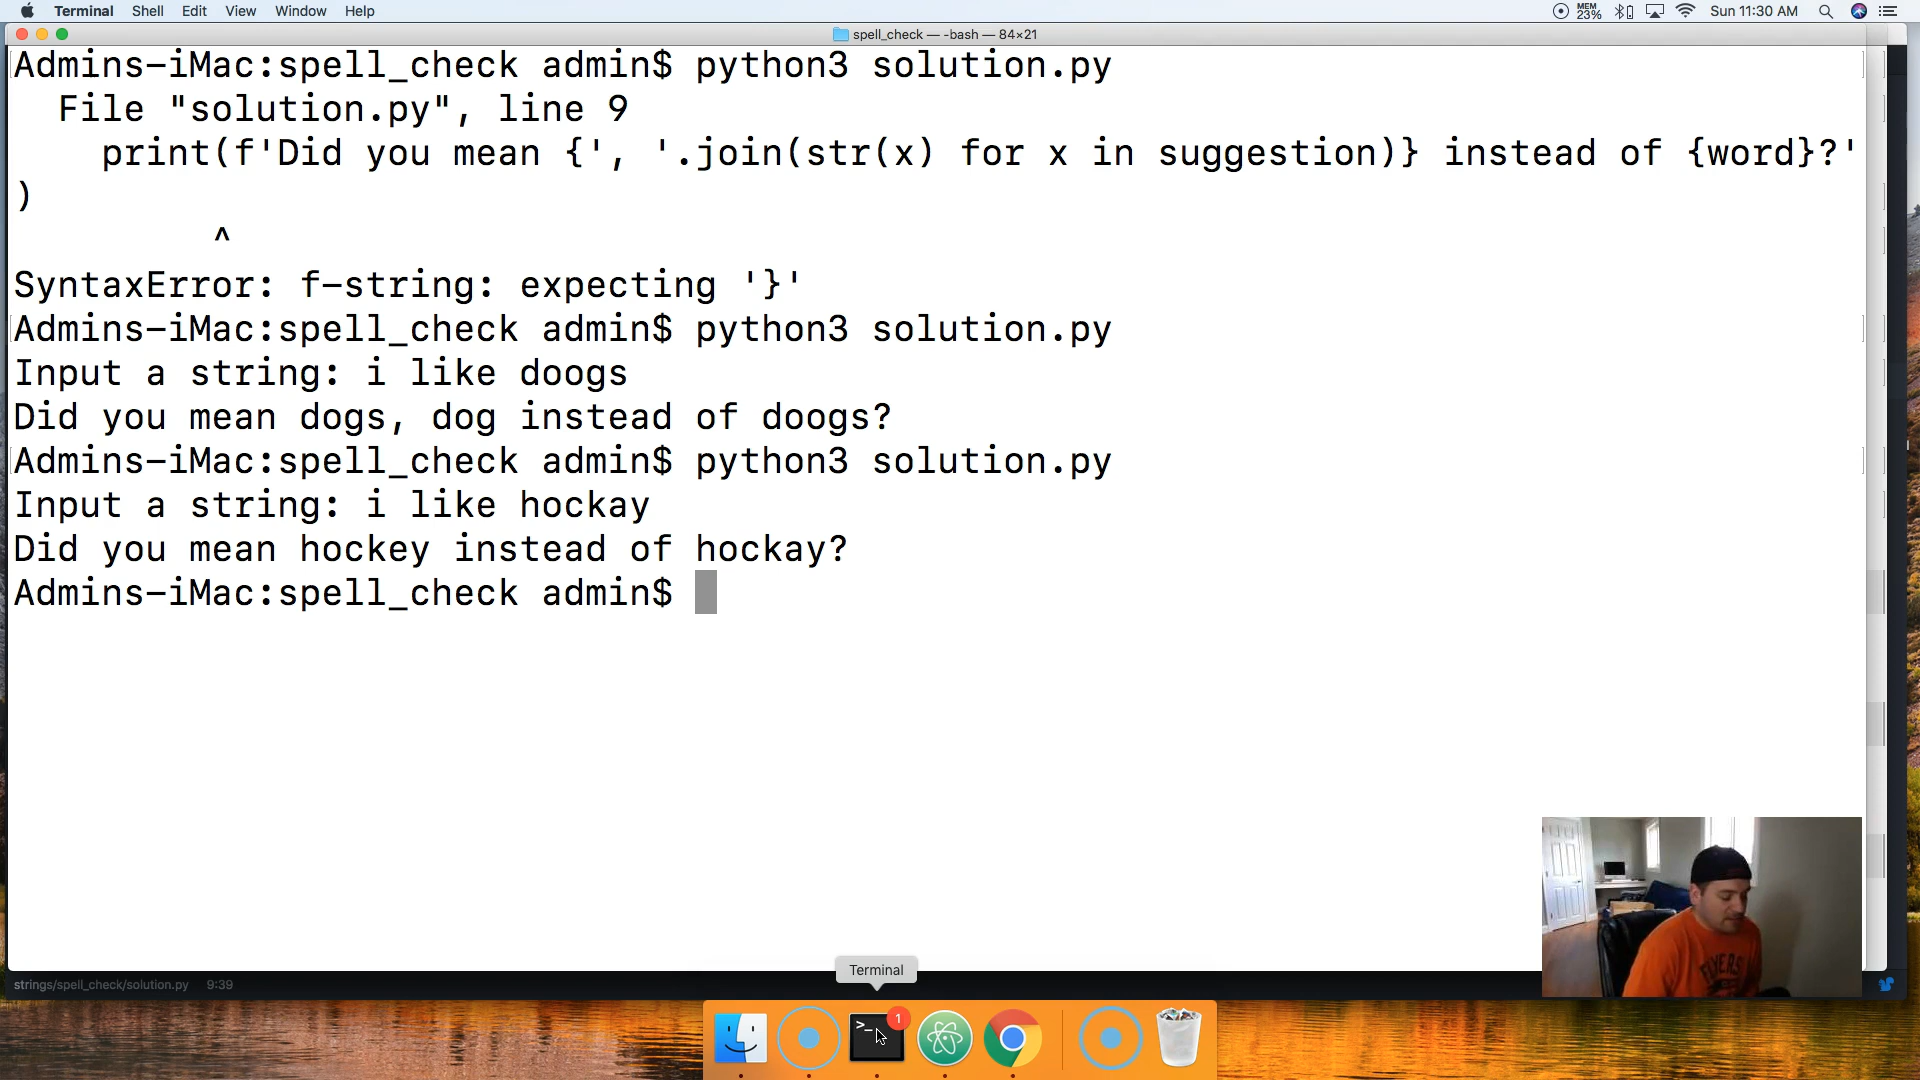 Terminal Shell Edit View Window Help MEM 23% Sun 11:30 AM
spell_check — -bash — 84×21
Admins-iMac:spell_check admin$ python3 solution.py
File "solution.py", line 9
print(f'Did you mean {', '.join(str(x) for x in suggestion)} instead of {word}?'
)
^
SyntaxError: f-string: expecting '}'
Admins-iMac:spell_check admin$ python3 solution.py
Input a string: i like doogs
Did you mean dogs, dog instead of doogs?
Admins-iMac:spell_check admin$ python3 solution.py
Input a string: i like hockay
Did you mean hockey instead of hockay?
Admins-iMac:spell_check admin$
FLYERS
Terminal
strings/spell_check/solution.py 9:39
>_ 1